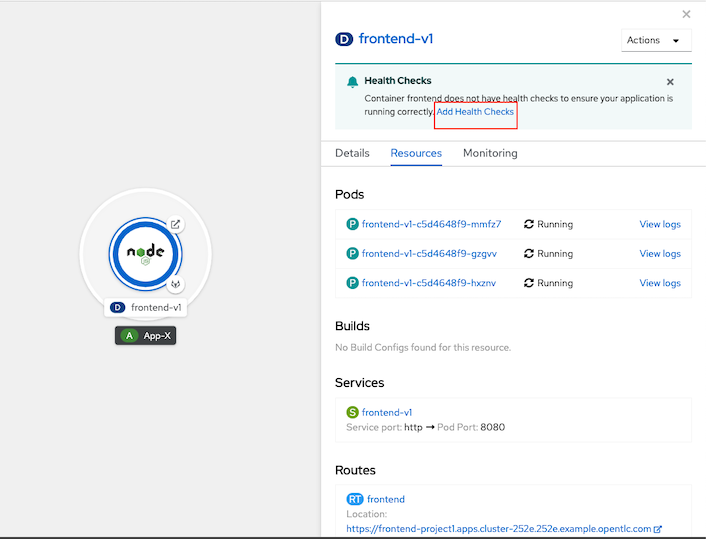 D frontend-v1
Actions
Health Checks
Container frontend does not have health checks to ensure your application is
running correctly. Add Health Checks
Details Resources Monitoring
Pods
P frontend-v1-c5d4648f9-mmfz7 Running View logs
P frontend-v1-c5d4648f9-gzgvv Running View logs
P frontend-v1-c5d4648f9-hxznv Running View logs
Builds
No Build Configs found for this resource.
Services
S frontend-v1
Service port: http → Pod Port: 8080
Routes
RT frontend
Location:
https://frontend-project1.apps.cluster-252e.252e.example.opentlc.com
node
JS
D frontend-v1
A App-X